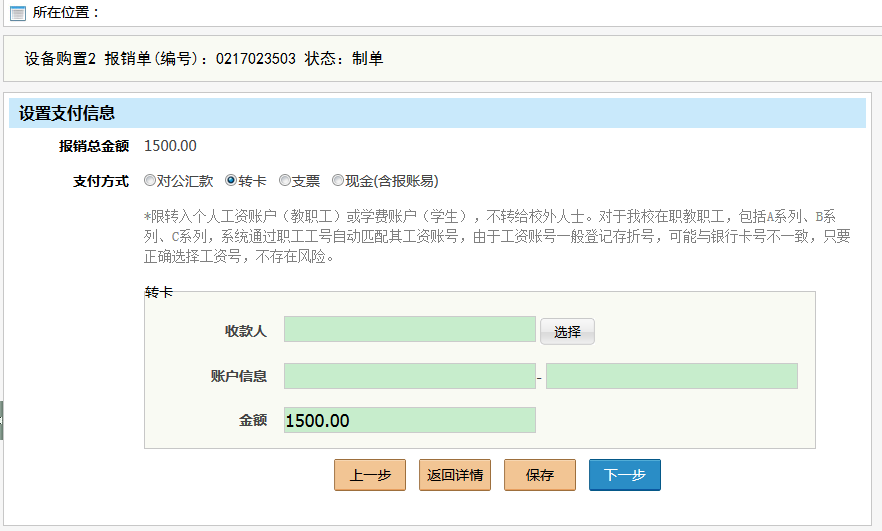 所在位置：
设备购置2 报销单(编号)：0217023503 状态：制单
设置支付信息
报销总金额 1500.00
支付方式 对公汇款 转卡 支票 现金(含报账易)
*限转入个人工资账户（教职工）或学费账户（学生），不转给校外人士。对于我校在职教职工，包括A系列、B系
列、C系列，系统通过职工工号自动匹配其工资账号，由于工资账号一般登记存折号，可能与银行卡号不一致，只要
正确选择工资号，不存在风险。
转卡
收款人 选择
账户信息 -
金额 1500.00
上一步 返回详情 保存 下一步